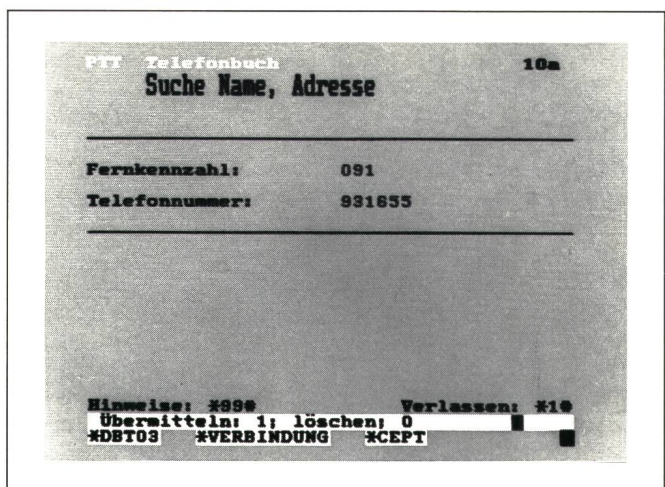 PTT Telefonbuch 10a
Suche Name, Adresse
Fernkennzahl: 091
Telefonnummer: 931655
Hinweise: *99# Verlassen: *1#
Übermitteln: 1; löschen; 0
*DBT03 *VERBINDUNG *CEPT